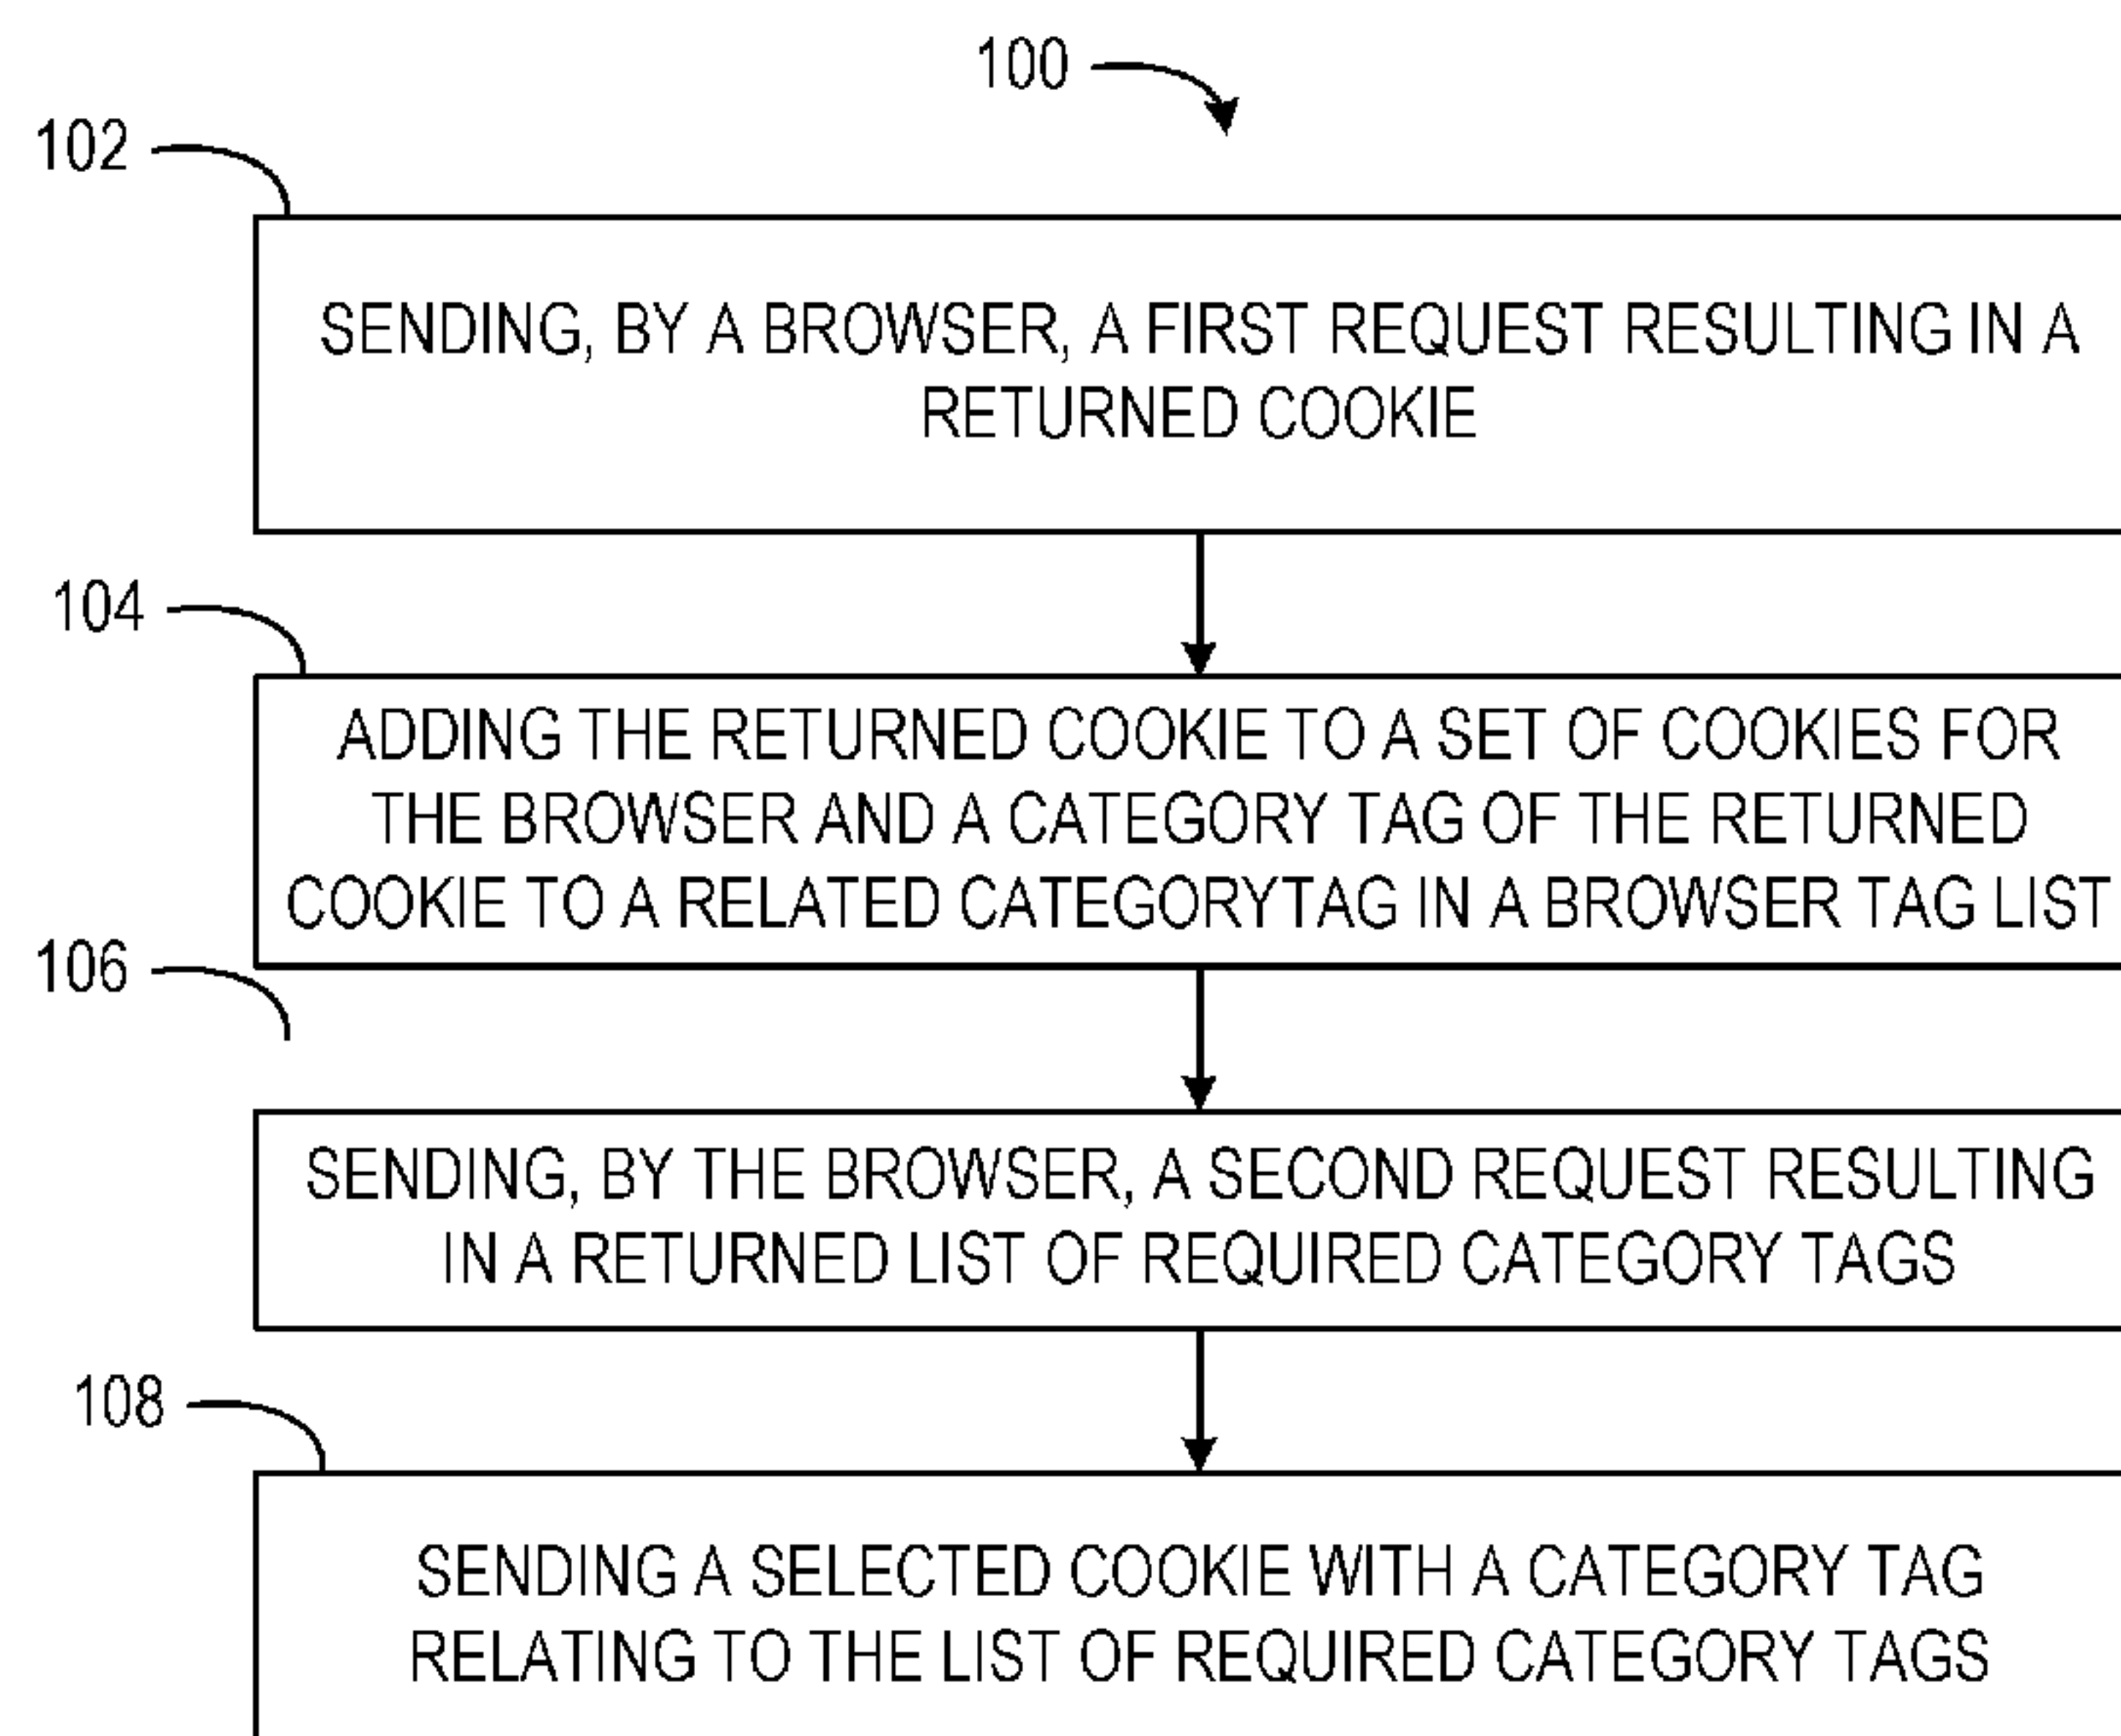 100
102
SENDING, BY A BROWSER, A FIRST REQUEST RESULTING IN A
RETURNED COOKIE
104
ADDING THE RETURNED COOKIE TO A SET OF COOKIES FOR
THE BROWSER AND A CATEGORY TAG OF THE RETURNED
COOKIE TO A RELATED CATEGORYTAG IN A BROWSER TAG LIST
106
SENDING, BY THE BROWSER, A SECOND REQUEST RESULTING
IN A RETURNED LIST OF REQUIRED CATEGORY TAGS
108
SENDING A SELECTED COOKIE WITH A CATEGORY TAG
RELATING TO THE LIST OF REQUIRED CATEGORY TAGS